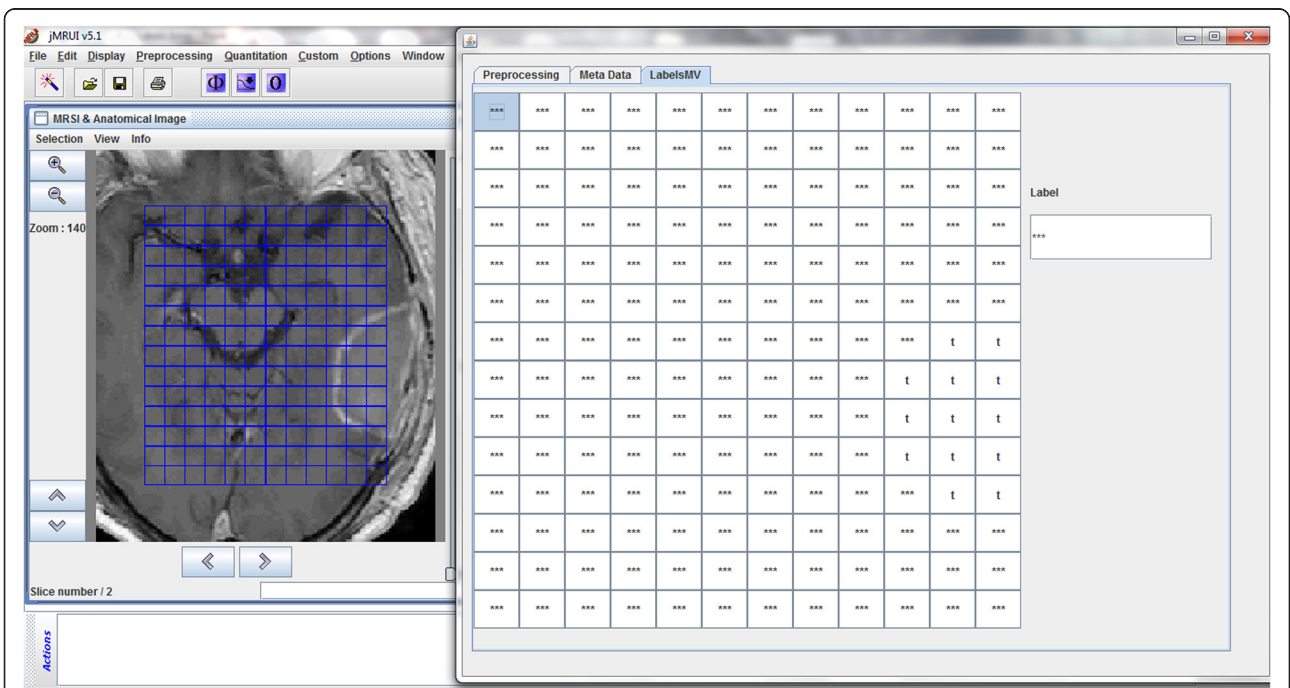 jMRUI v5.1
File Edit Display Preprocessing Quantitation Custom Options Window
MRSI & Anatomical Image
Selection View Info
Zoom : 140
Slice number / 2
Actions
Preprocessing Meta Data LabelsMV
*** *** *** *** *** *** *** *** *** *** *** ***
*** *** *** *** *** *** *** *** *** *** *** ***
*** *** *** *** *** *** *** *** *** *** *** ***
*** *** *** *** *** *** *** *** *** *** *** ***
*** *** *** *** *** *** *** *** *** *** *** ***
*** *** *** *** *** *** *** *** *** *** *** ***
*** *** *** *** *** *** *** *** *** *** t t
*** *** *** *** *** *** *** *** *** t t t
*** *** *** *** *** *** *** *** *** t t t
*** *** *** *** *** *** *** *** *** t t t
*** *** *** *** *** *** *** *** *** *** t t
*** *** *** *** *** *** *** *** *** *** *** ***
*** *** *** *** *** *** *** *** *** *** *** ***
*** *** *** *** *** *** *** *** *** *** *** ***
Label
***